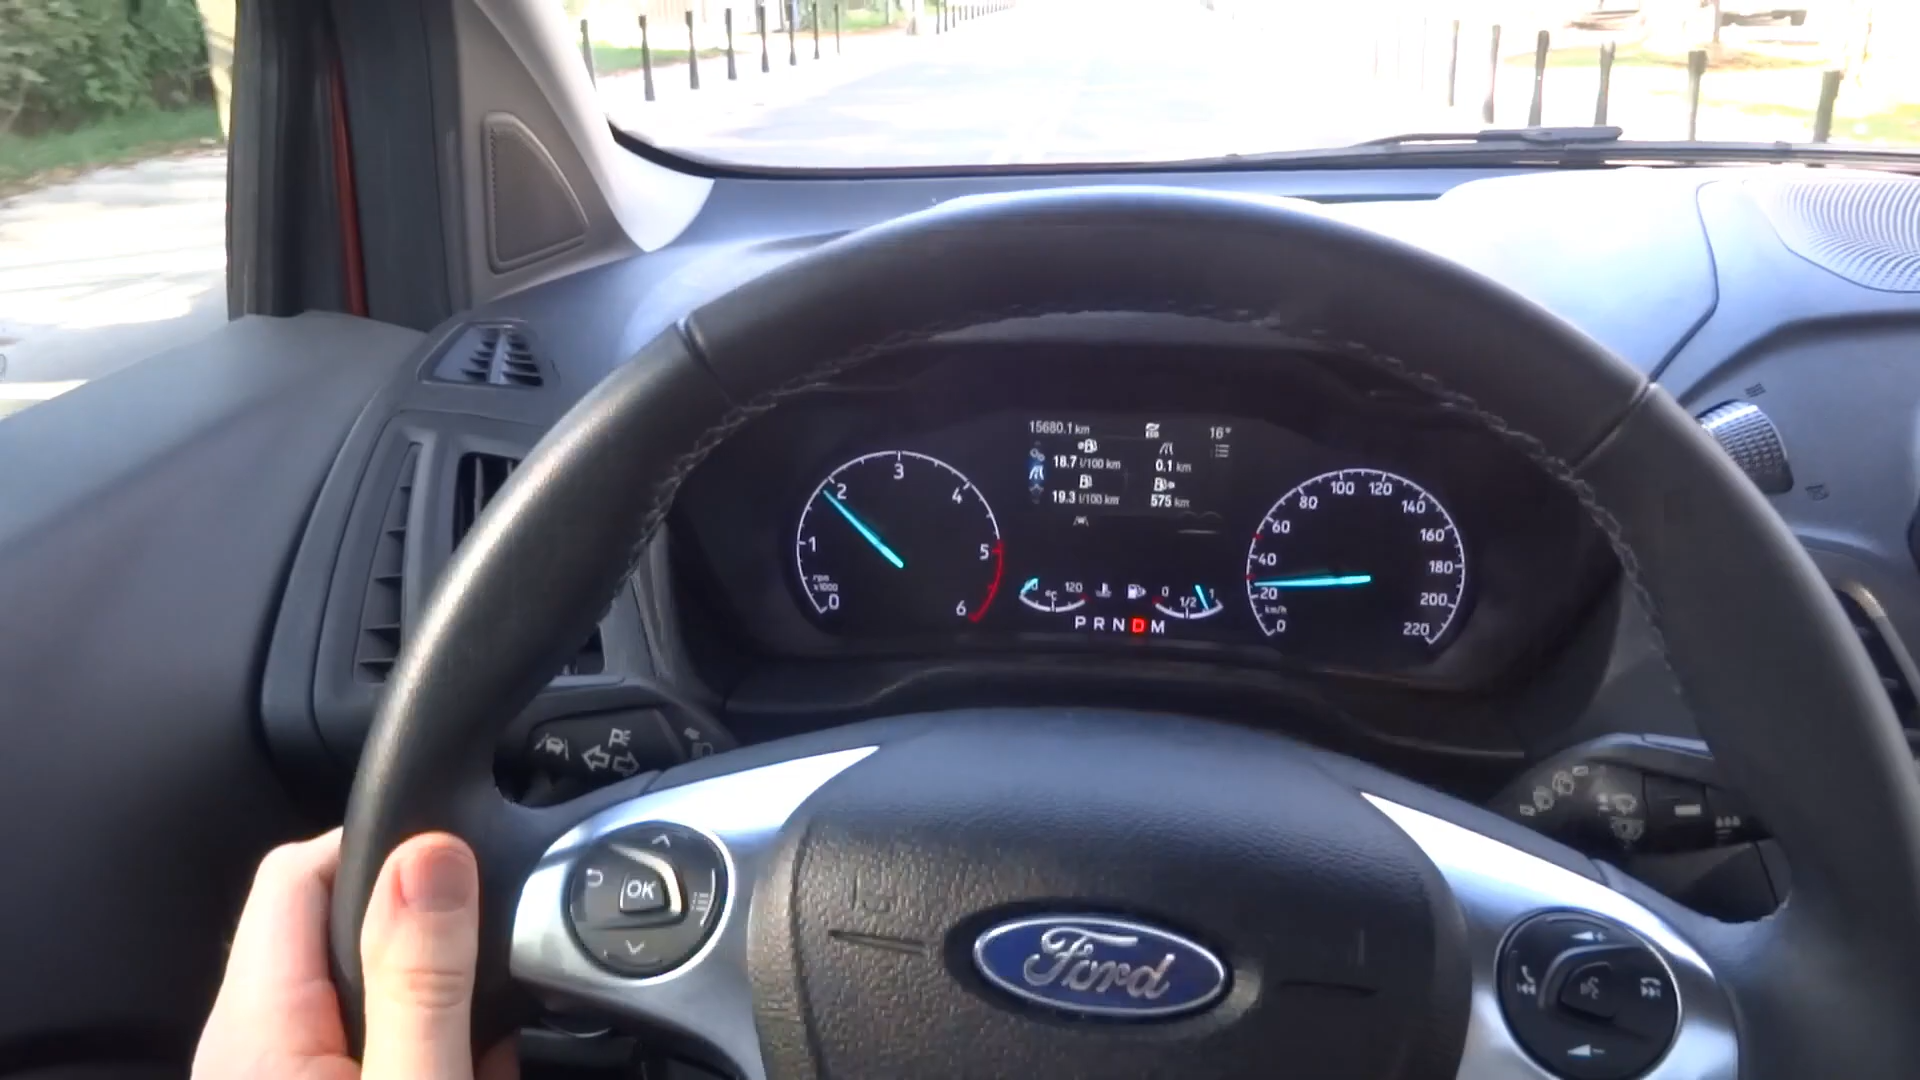 15680.1 km
16°
18.7 l/100 km
0.1 km
19.3 l/100 km
575 km
0
1
2
3
4
5
6
rpm
x1000
60
°C
120
0
1/2
1
P R N D M
0
20
40
60
80
100
120
140
160
180
200
220
km/h
OK
Ford